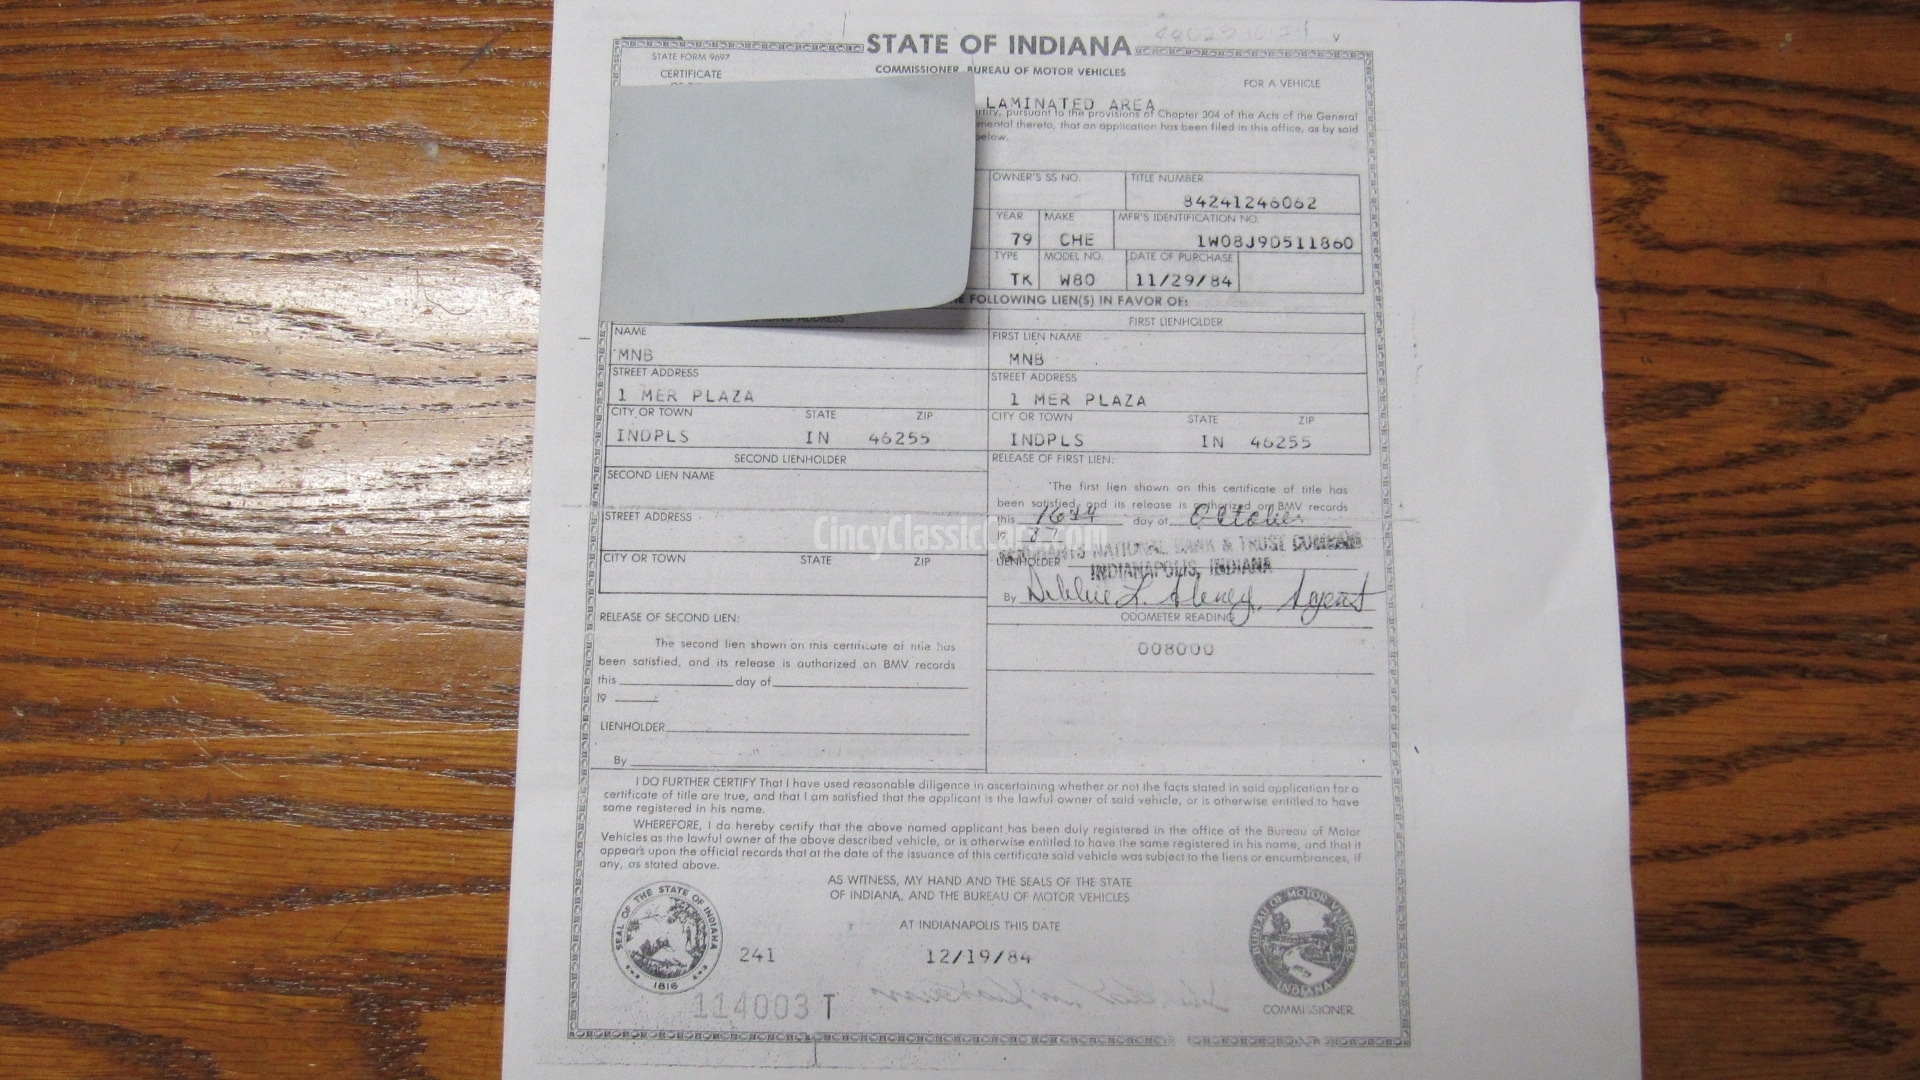 STATE OF INDIANA
STATE FORM 9697
CERTIFICATE
COMMISSIONER, BUREAU OF MOTOR VEHICLES
FOR A VEHICLE
LAMINATED AREA
pursuant to the provisions of Chapter 304 of the Acts of the General
thereto, that an application has been filed in this office, as by said
OWNER'S SS NO.
TITLE NUMBER
84241246062
YEAR MAKE MFR'S IDENTIFICATION NO.
79 CHE 1W08J9D511860
TYPE MODEL NO. DATE OF PURCHASE
TK W80 11/29/84
FOLLOWING LIEN(S) IN FAVOR OF:
ADDRESS
NAME
MNB
STREET ADDRESS
1 MER PLAZA
CITY OR TOWN STATE ZIP
INDPLS IN 46255
FIRST LIENHOLDER
FIRST LIEN NAME
MNB
STREET ADDRESS
1 MER PLAZA
CITY OR TOWN STATE ZIP
INDPLS IN 46255
SECOND LIENHOLDER
SECOND LIEN NAME
STREET ADDRESS
CITY OR TOWN STATE ZIP
RELEASE OF SECOND LIEN:
The second lien shown on this certificate of title has
been satisfied, and its release is authorized on BMV records
this day of
19
LIENHOLDER
By
RELEASE OF FIRST LIEN:
The first lien shown on this certificate of title has
been satisfied, and its release is authorized on BMV records
this 16th day of October
19 87
MERCHANTS NATIONAL BANK & TRUST COMPANY
LIENHOLDER INDIANAPOLIS, INDIANA
By Debbie L. Agent
ODOMETER READING
008000
CincyClassicCars.com
I DO FURTHER CERTIFY That I have used reasonable diligence in ascertaining whether or not the facts stated in said application for a
certificate of title are true, and that I am satisfied that the applicant is the lawful owner of said vehicle, or is otherwise entitled to have
same registered in his name.
WHEREFORE, I do hereby certify that the above named applicant has been duly registered in the office of the Bureau of Motor
Vehicles as the lawful owner of the above described vehicle, or is otherwise entitled to have the same registered in his name, and that it
appears upon the official records that at the date of the issuance of this certificate said vehicle was subject to the liens or encumbrances, if
any, as stated above.
AS WITNESS, MY HAND AND THE SEALS OF THE STATE
OF INDIANA, AND THE BUREAU OF MOTOR VEHICLES
AT INDIANAPOLIS THIS DATE
241 12/19/84
SEAL OF THE STATE OF INDIANA
1816
BUREAU OF MOTOR VEHICLES
INDIANA
COMMISSIONER
114003 T